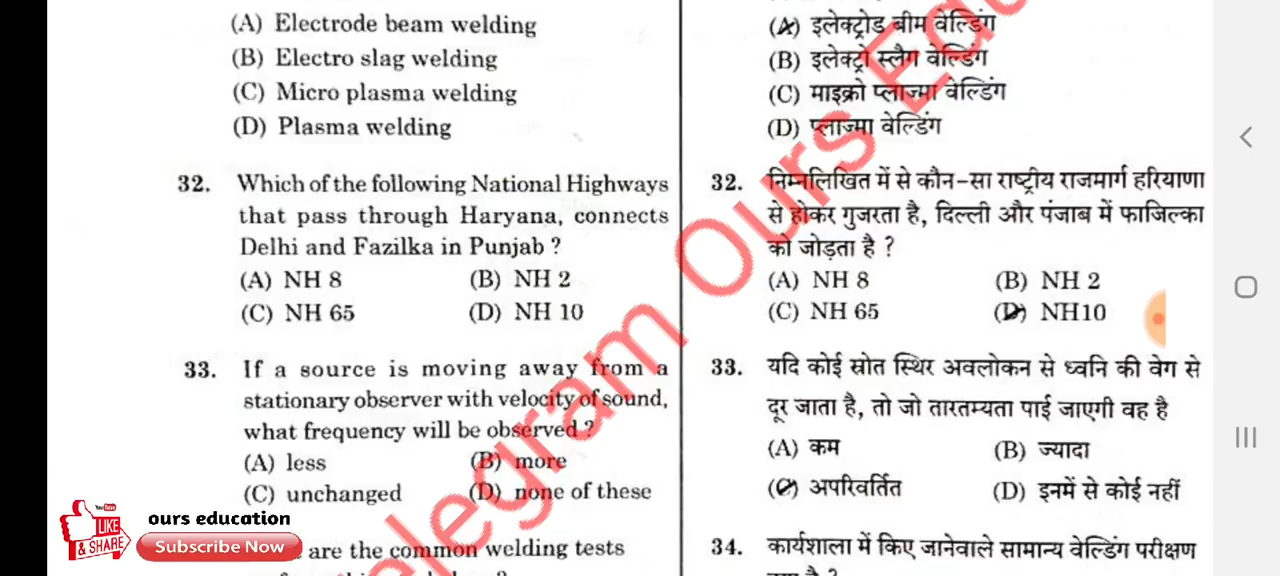 (A) Electrode beam welding
(B) Electro slag welding
(C) Micro plasma welding
(D) Plasma welding
32. Which of the following National Highways
that pass through Haryana, connects
Delhi and Fazilka in Punjab ?
(A) NH 8 (B) NH 2
(C) NH 65 (D) NH 10
33. If a source is moving away from a
stationary observer with velocity of sound,
what frequency will be observed ?
(A) less (B) more
(C) unchanged (D) none of these
are the common welding tests
(A) इलेक्ट्रोड बीम वेल्डिंग
(B) इलेक्ट्रो स्लैग वेल्डिंग
(C) माइक्रो प्लाज्मा वेल्डिंग
(D) प्लाज्मा वेल्डिंग
32. निम्नलिखित में से कौन-सा राष्ट्रीय राजमार्ग हरियाणा
से होकर गुजरता है, दिल्ली और पंजाब में फाजिल्का
को जोड़ता है ?
(A) NH 8 (B) NH 2
(C) NH 65 (D) NH10
33. यदि कोई स्रोत स्थिर अवलोकन से ध्वनि की वेग से
दूर जाता है, तो जो तारतम्यता पाई जाएगी वह है
(A) कम (B) ज्यादा
(C) अपरिवर्तित (D) इनमें से कोई नहीं
34. कार्यशाला में किए जानेवाले सामान्य वेल्डिंग परीक्षण
elegram Ours Edu
YouTube
LIKE
& SHARE
ours education
Subscribe Now